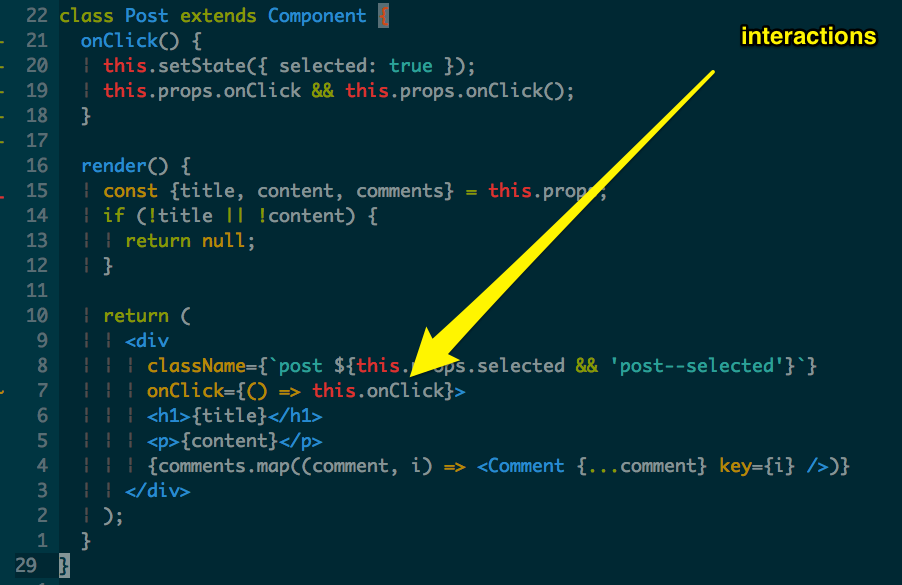 interactions
22 class Post extends Component {
21 onClick() {
20 this.setState({ selected: true });
19 this.props.onClick && this.props.onClick();
18 }
17
16 render() {
15 const {title, content, comments} = this.props;
14 if (!title || !content) {
13 return null;
12 }
11
10 return (
9 <div
8 className={`post ${this.props.selected && 'post--selected'}`}
7 onClick={() => this.onClick}>
6 <h1>{title}</h1>
5 <p>{content}</p>
4 {comments.map((comment, i) => <Comment {...comment} key={i} />)}
3 </div>
2 );
1 }
29 }